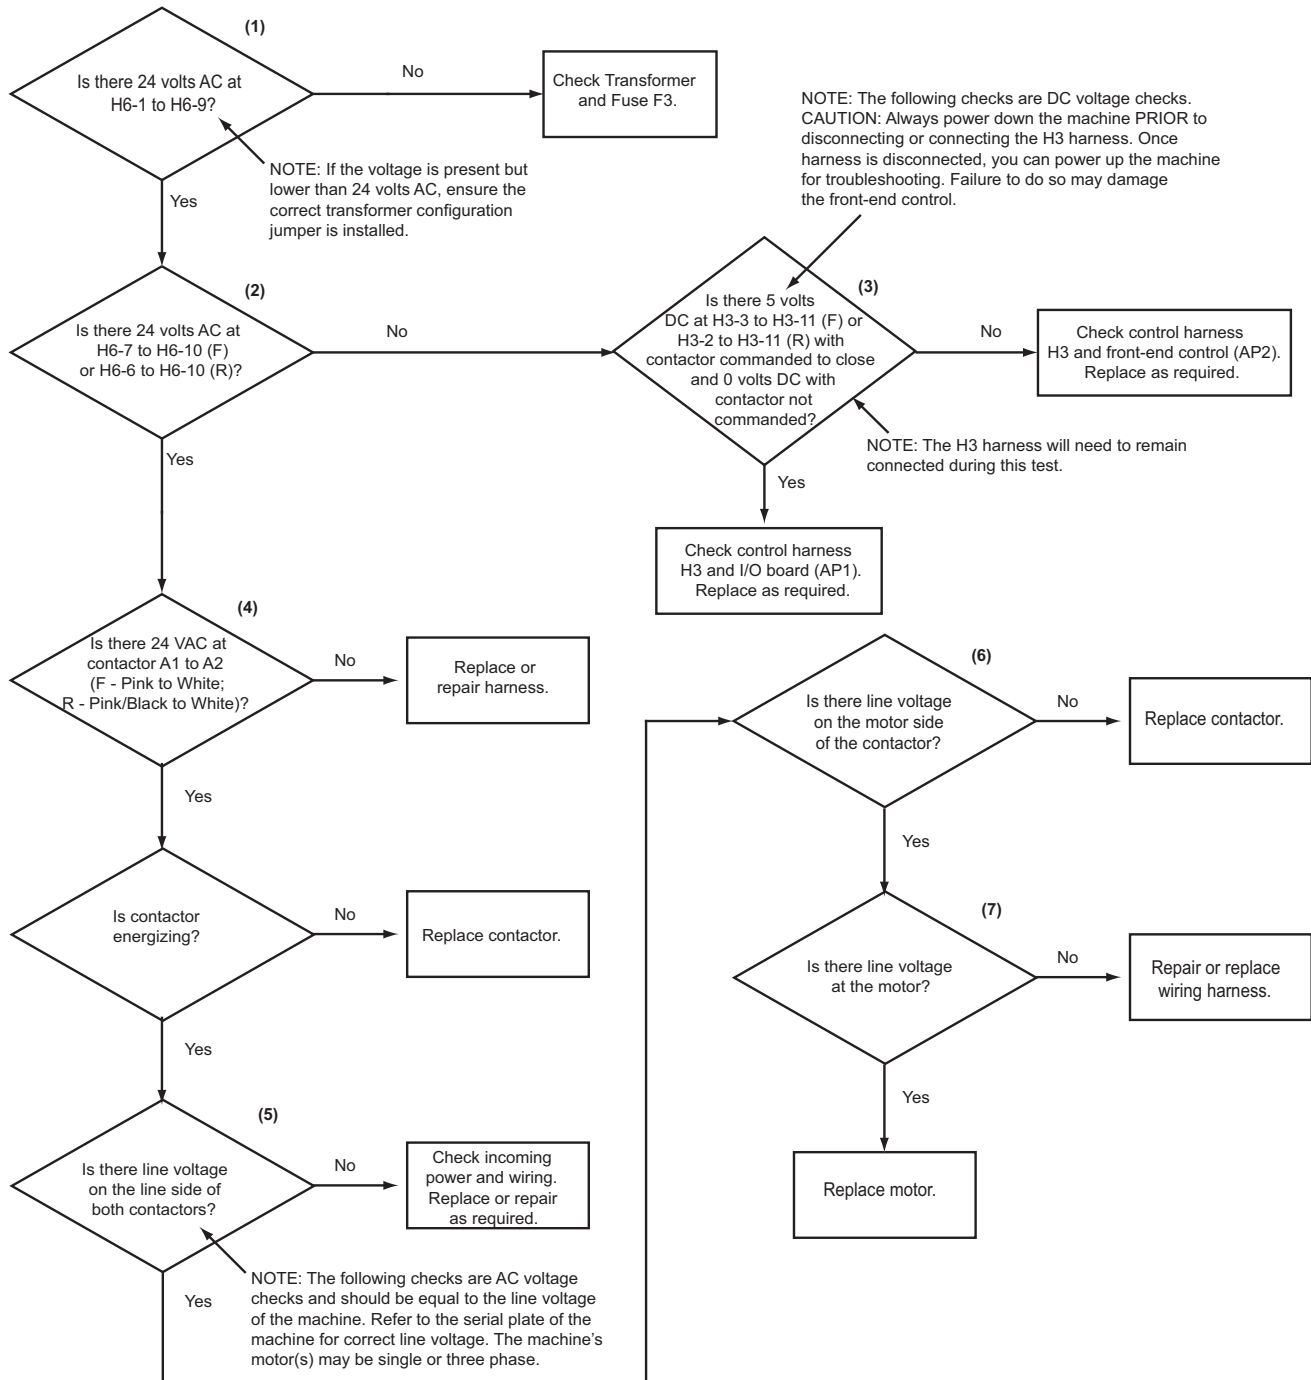 (1)
Is there 24 volts AC at
H6-1 to H6-9?
No
Check Transformer
and Fuse F3.
NOTE: If the voltage is present but
lower than 24 volts AC, ensure the
correct transformer configuration
jumper is installed.
Yes
NOTE: The following checks are DC voltage checks.
CAUTION: Always power down the machine PRIOR to
disconnecting or connecting the H3 harness. Once
harness is disconnected, you can power up the machine
for troubleshooting. Failure to do so may damage
the front-end control.
(2)
Is there 24 volts AC at
H6-7 to H6-10 (F)
or H6-6 to H6-10 (R)?
No
Yes
(3)
Is there 5 volts
DC at H3-3 to H3-11 (F) or
H3-2 to H3-11 (R) with
contactor commanded to close
and 0 volts DC with
contactor not
commanded?
No
Check control harness
H3 and front-end control (AP2).
Replace as required.
NOTE: The H3 harness will need to remain
connected during this test.
Yes
Check control harness
H3 and I/O board (AP1).
Replace as required.
(4)
Is there 24 VAC at
contactor A1 to A2
(F - Pink to White;
R - Pink/Black to White)?
No
Replace or
repair harness.
Yes
Is contactor
energizing?
No
Replace contactor.
Yes
(5)
Is there line voltage
on the line side of
both contactors?
No
Check incoming
power and wiring.
Replace or repair
as required.
Yes
NOTE: The following checks are AC voltage
checks and should be equal to the line voltage
of the machine. Refer to the serial plate of the
machine for correct line voltage. The machine's
motor(s) may be single or three phase.
(6)
Is there line voltage
on the motor side
of the contactor?
No
Replace contactor.
Yes
(7)
Is there line voltage
at the motor?
No
Repair or replace
wiring harness.
Yes
Replace motor.